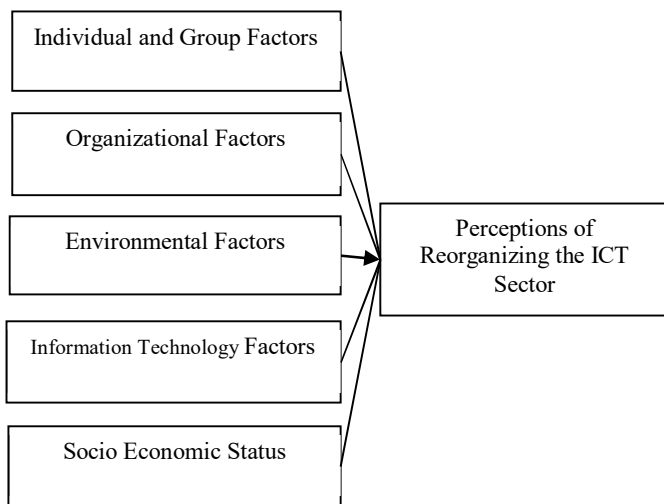 Individual and Group Factors
Organizational Factors
Environmental Factors
Information Technology Factors
Socio Economic Status
Perceptions of
Reorganizing the ICT
Sector